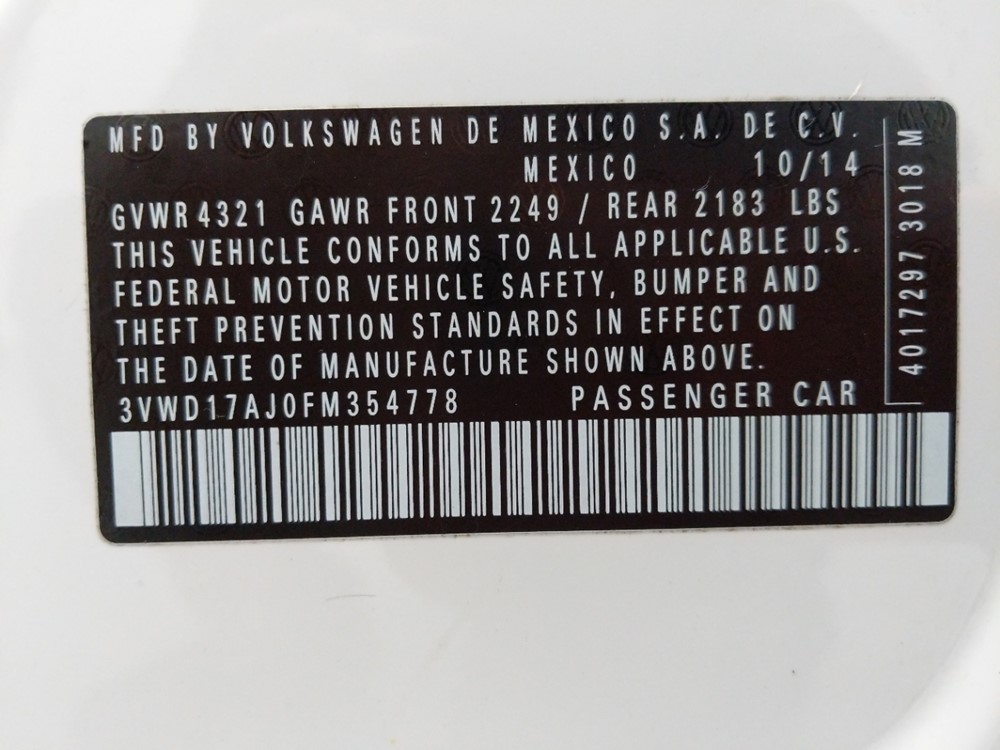 MFD BY VOLKSWAGEN DE MEXICO S.A. DE C.V.
MEXICO 10/14
GVWR 4321 GAWR FRONT 2249 / REAR 2183 LBS
THIS VEHICLE CONFORMS TO ALL APPLICABLE U.S.
FEDERAL MOTOR VEHICLE SAFETY, BUMPER AND
THEFT PREVENTION STANDARDS IN EFFECT ON
THE DATE OF MANUFACTURE SHOWN ABOVE.
3VWD17AJ0FM354778 PASSENGER CAR
4017297 3018 M